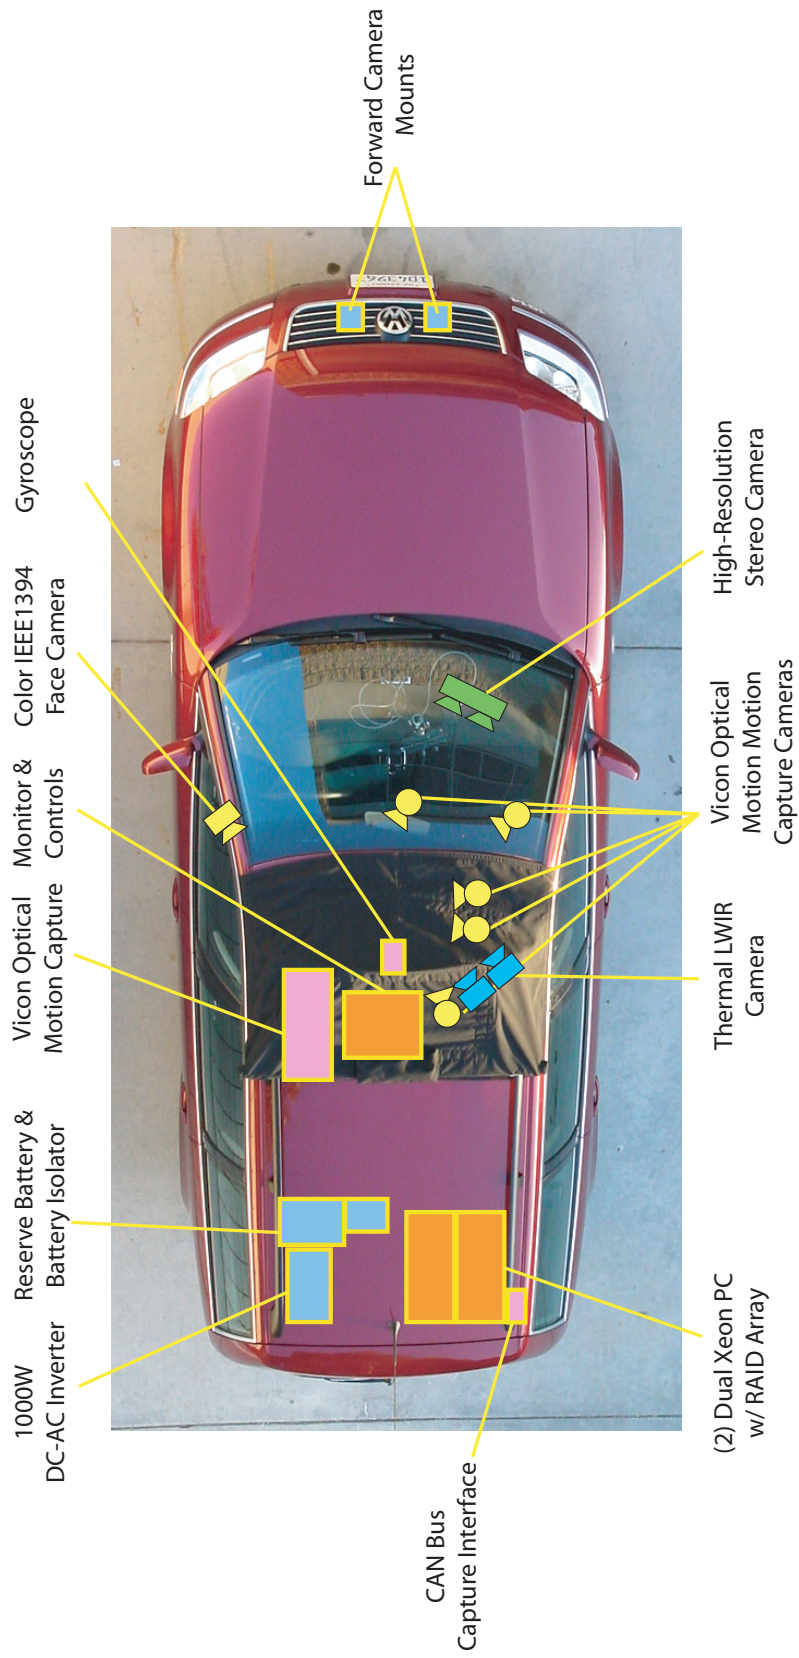 Forward Camera
Mounts
Gyroscope
Color IEEE1394
Face Camera
Monitor &
Controls
Vicon Optical
Motion Capture
Reserve Battery &
Battery Isolator
1000W
DC-AC Inverter
High-Resolution
Stereo Camera
Vicon Optical
Motion Motion
Capture Cameras
Thermal LWIR
Camera
(2) Dual Xeon PC
w/ RAID Array
CAN Bus
Capture Interface